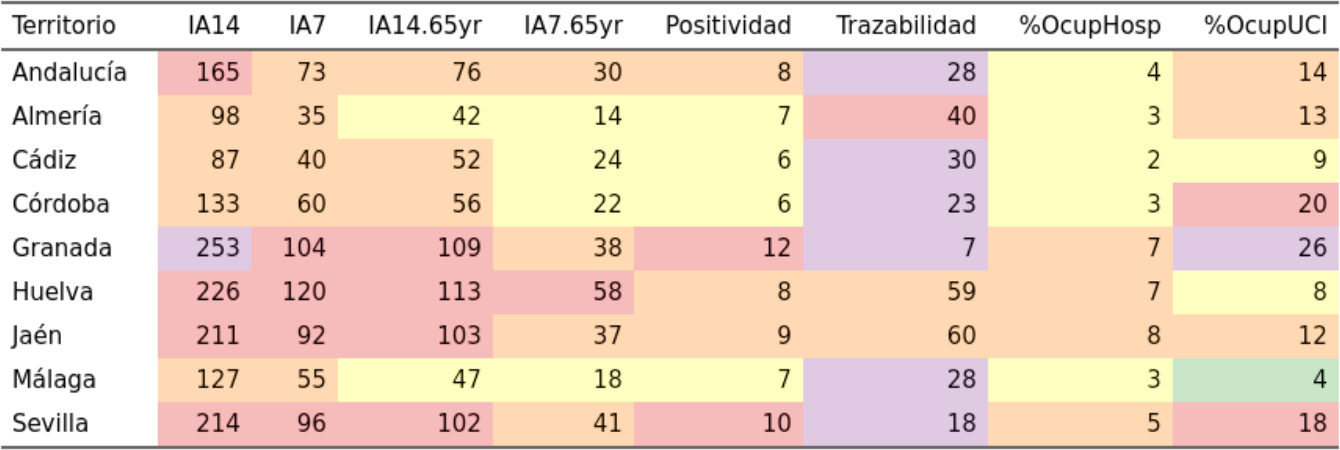 Territorio IA14 IA7 IA14.65yr IA7.65yr Positividad Trazabilidad %OcupHosp %OcupUCI
Andalucía 165 73 76 30 8 28 4 14
Almería 98 35 42 14 7 40 3 13
Cádiz 87 40 52 24 6 30 2 9
Córdoba 133 60 56 22 6 23 3 20
Granada 253 104 109 38 12 7 7 26
Huelva 226 120 113 58 8 59 7 8
Jaén 211 92 103 37 9 60 8 12
Málaga 127 55 47 18 7 28 3 4
Sevilla 214 96 102 41 10 18 5 18